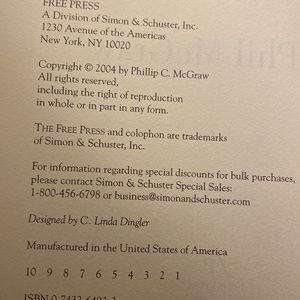 FREE PRESS
A Division of Simon & Schuster, Inc.
1230 Avenue of the Americas
New York, NY 10020
Copyright © 2004 by Phillip C. McGraw
All rights reserved,
including the right of reproduction
in whole or in part in any form.
THE FREE PRESS and colophon are trademarks
of Simon & Schuster, Inc.
For information regarding special discounts for bulk purchases,
please contact Simon & Schuster Special Sales:
1-800-456-6798 or business@simonandschuster.com
Designed by C. Linda Dingler
Manufactured in the United States of America
10 9 8 7 6 5 4 3 2 1
ISBN